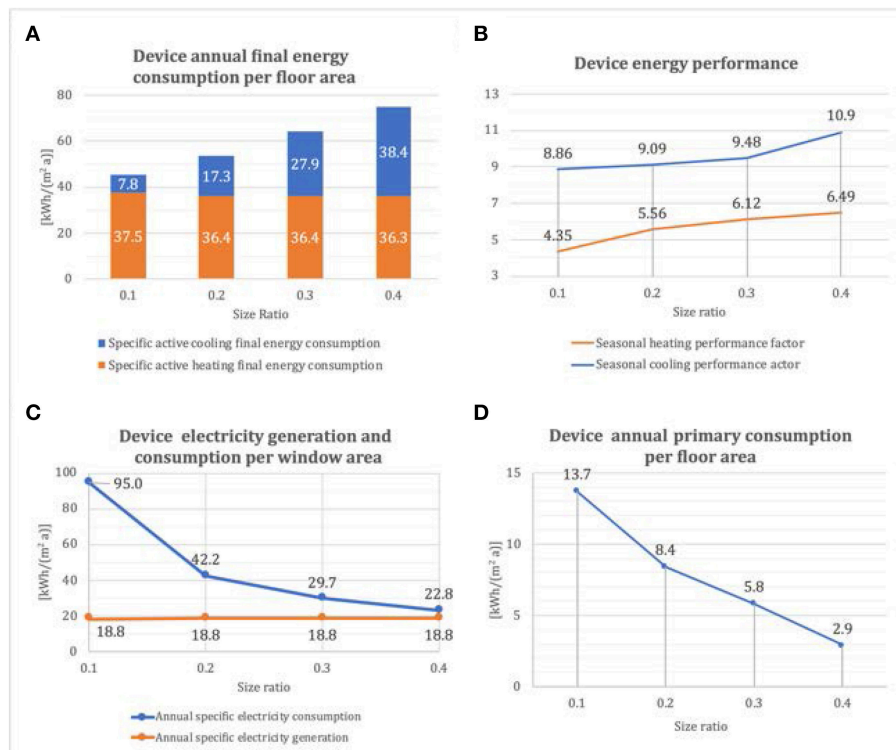 A
Device annual final energy
consumption per floor area
[kWh/(m² a)]
80
60
40
20
0
7.8
17.3
27.9
38.4
37.5
36.4
36.4
36.3
0.1
0.2
0.3
0.4
Size Ratio
Specific active cooling final energy consumption
Specific active heating final energy consumption
B
Device energy performance
13
11
9
7
5
3
8.86
9.09
9.48
10.9
4.35
5.56
6.12
6.49
0.1
0.2
0.3
0.4
Size ratio
Seasonal heating performance factor
Seasonal cooling performance actor
C
Device electricity generation and
consumption per window area
[kWh/(m² a)]
100
80
60
40
20
0
95.0
42.2
29.7
22.8
18.8
18.8
18.8
18.8
0.1
0.2
0.3
0.4
Size ratio
Annual specific electricity consumption
Annual specific electricity generation
D
Device annual primary consumption
per floor area
[kWh/(m² a)]
15
10
5
0
13.7
8.4
5.8
2.9
0.1
0.2
0.3
0.4
Size ratio